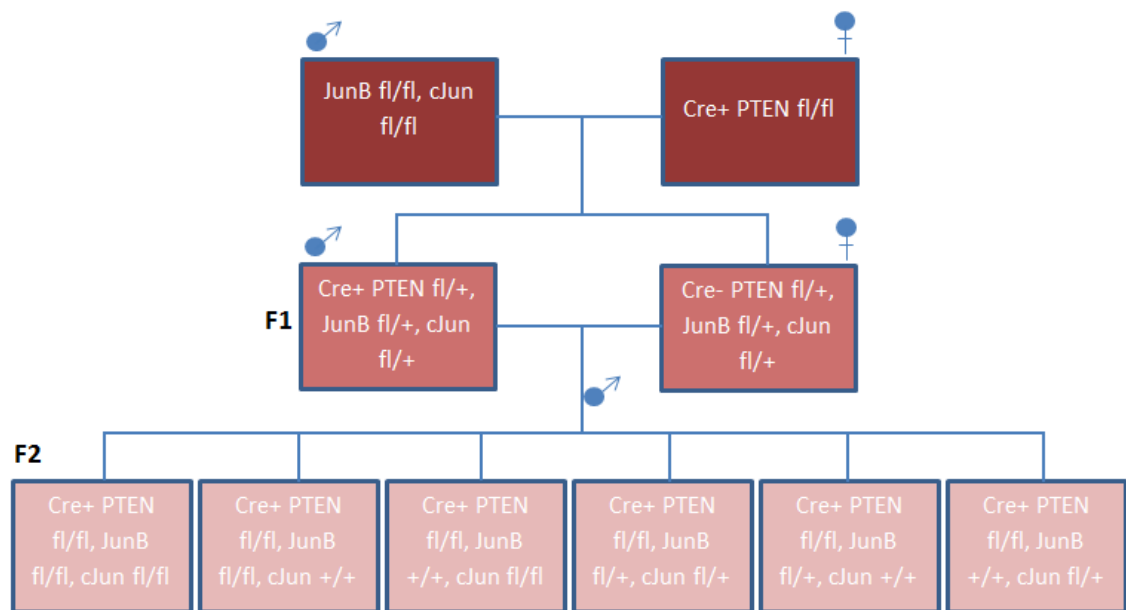 JunB fl/fl, cJun
fl/fl
Cre+ PTEN fl/fl
F1
Cre+ PTEN fl/+,
JunB fl/+, cJun
fl/+
Cre- PTEN fl/+,
JunB fl/+, cJun
fl/+
F2
Cre+ PTEN
fl/fl, JunB
fl/fl, cJun fl/fl
Cre+ PTEN
fl/fl, JunB
fl/fl, cJun +/+
Cre+ PTEN
fl/fl, JunB
+/+, cJun fl/fl
Cre+ PTEN
fl/fl, JunB
fl/+, cJun fl/+
Cre+ PTEN
fl/fl, JunB
fl/+, cJun +/+
Cre+ PTEN
fl/fl, JunB
+/+, cJun fl/+